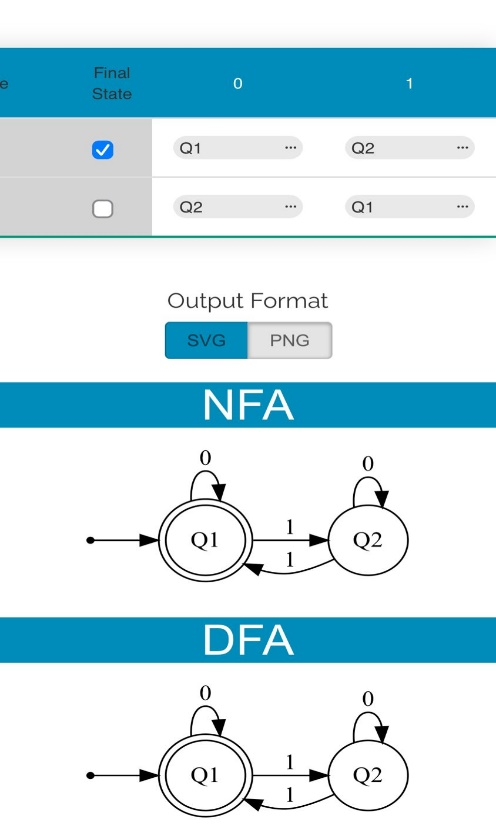 e
Final
State
0
1
Q1 ...
Q2 ...
Q2 ...
Q1 ...
Output Format
SVG PNG
NFA
0
0
Q1
1
1
Q2
DFA
0
0
Q1
1
1
Q2